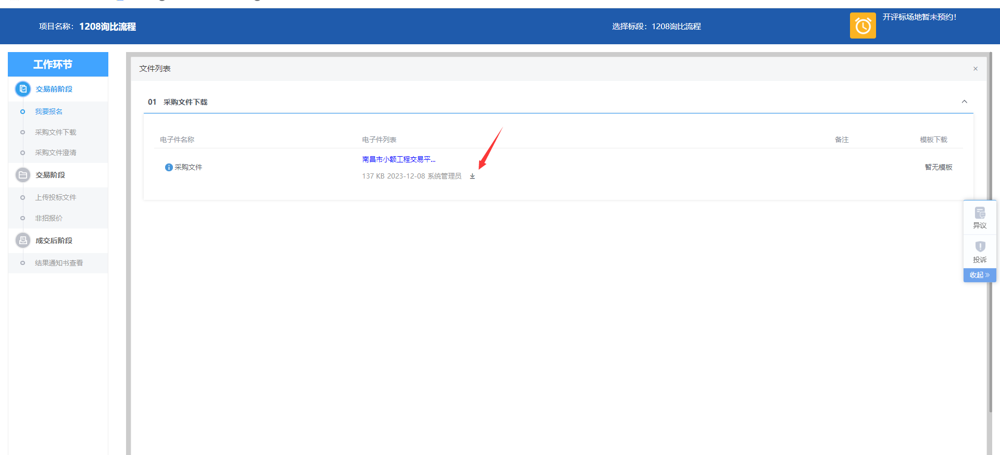 项目名称：1208询比流程
选择标段：1208询比流程
开评标场地暂未预约！
工作环节
交易前阶段
我要报名
采购文件下载
采购文件澄清
交易阶段
上传投标文件
非招报价
成交后阶段
结果通知书查看
文件列表
×
01 采购文件下载
电子件名称 电子件列表 备注 模板下载
采购文件
南昌市小额工程交易平...
137 KB 2023-12-08 系统管理员
暂无模板
异议
投诉
收起 »